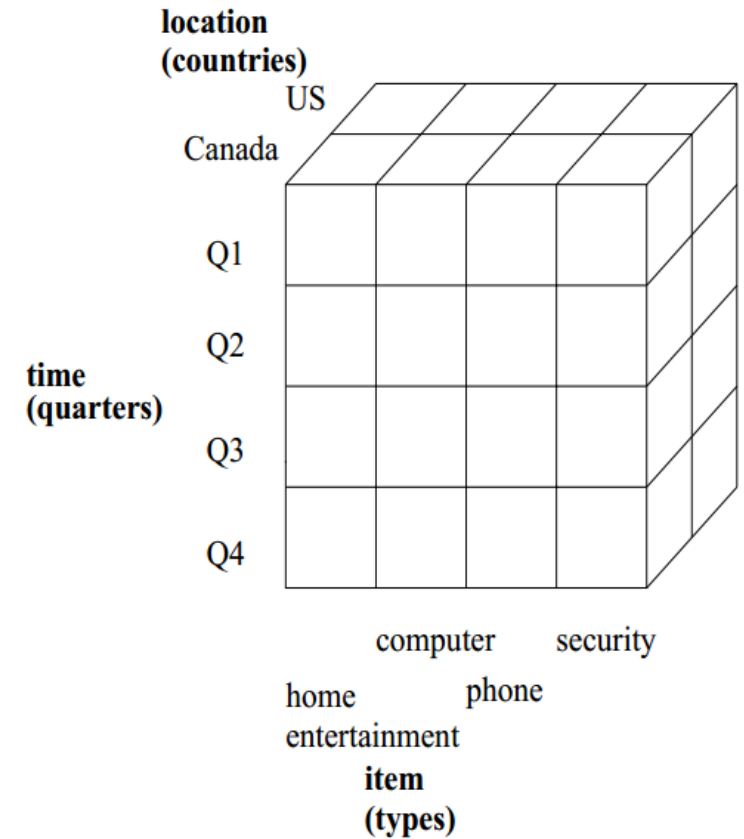 location
(countries)
US
Canada
Q1
Q2
time
(quarters)
Q3
Q4
computer
security
home
entertainment
phone
item
(types)